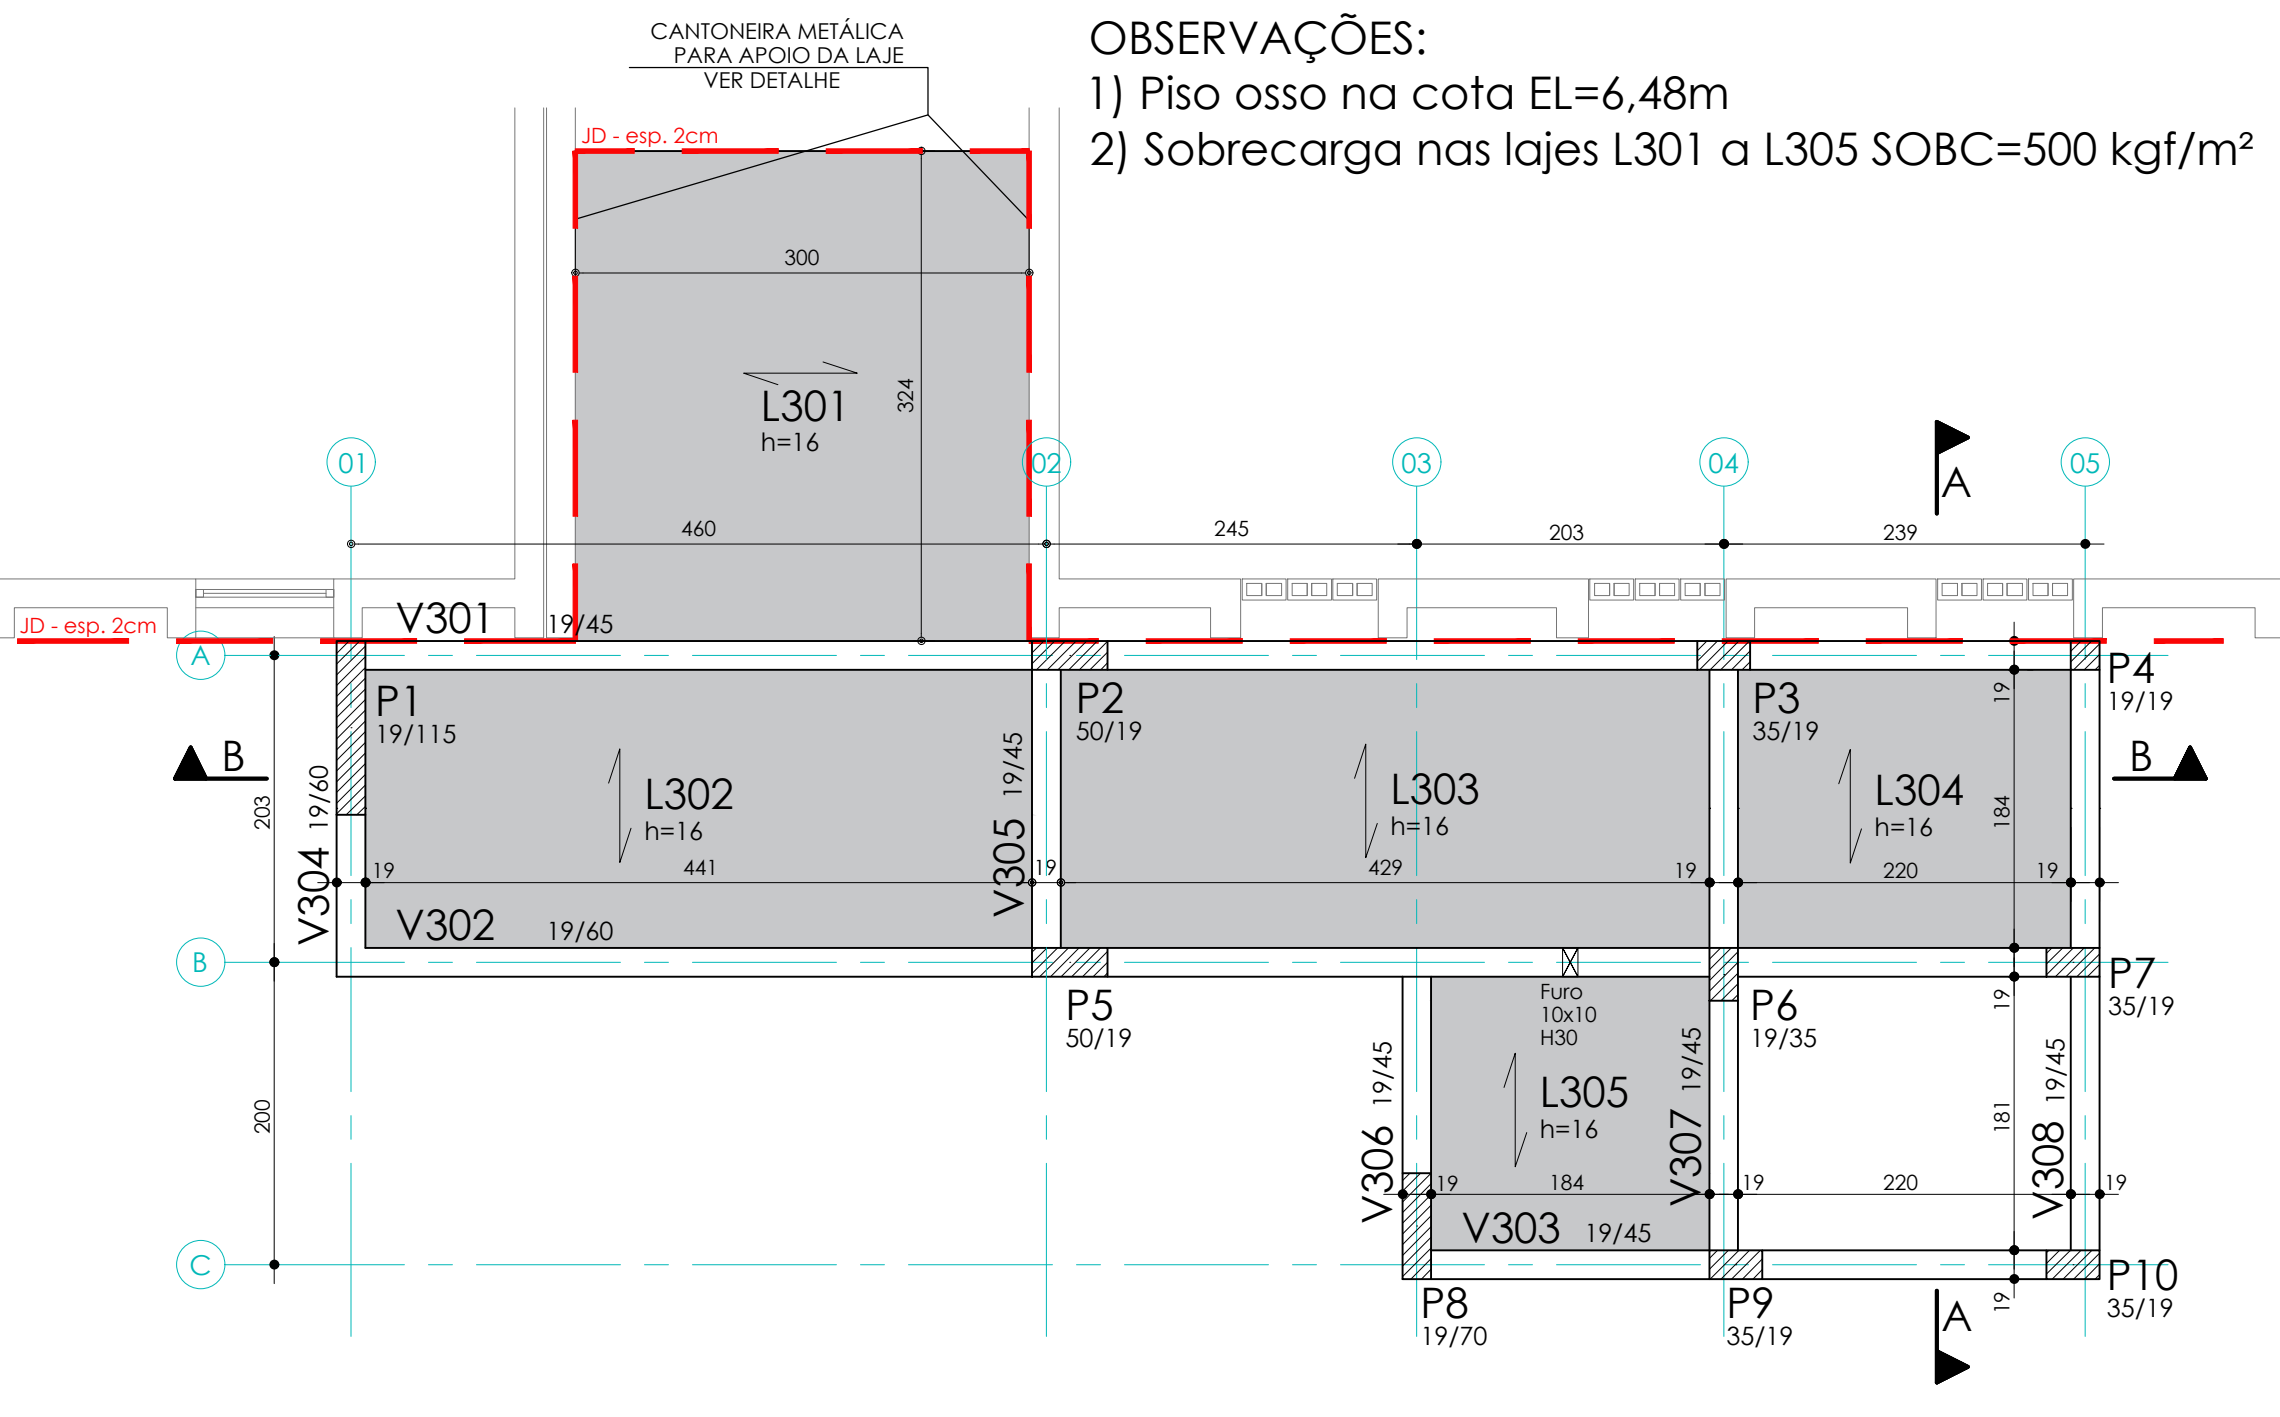 CANTONEIRA METÁLICA
PARA APOIO DA LAJE
VER DETALHE
OBSERVAÇÕES:
1) Piso osso na cota EL=6,48m
2) Sobrecarga nas lajes L301 a L305 SOBC=500 kgf/m²
JD - esp. 2cm
300
324
L301
h=16
01
02
03
04
05
A
460
245
203
239
JD - esp. 2cm
V301 19/45
A
P1
19/115
P2
50/19
P3
35/19
P4
19/19
19
B
B
203
V304 19/60
L302
h=16
V305 19/45
L303
h=16
L304
h=16
184
19
441
19
429
19
220
19
V302 19/60
B
P5
50/19
Furo
10x10
H30
P6
19/35
P7
35/19
19
200
V306 19/45
L305
h=16
V307 19/45
181
V308 19/45
19
184
19
220
19
V303 19/45
C
P8
19/70
P9
35/19
19
P10
35/19
A